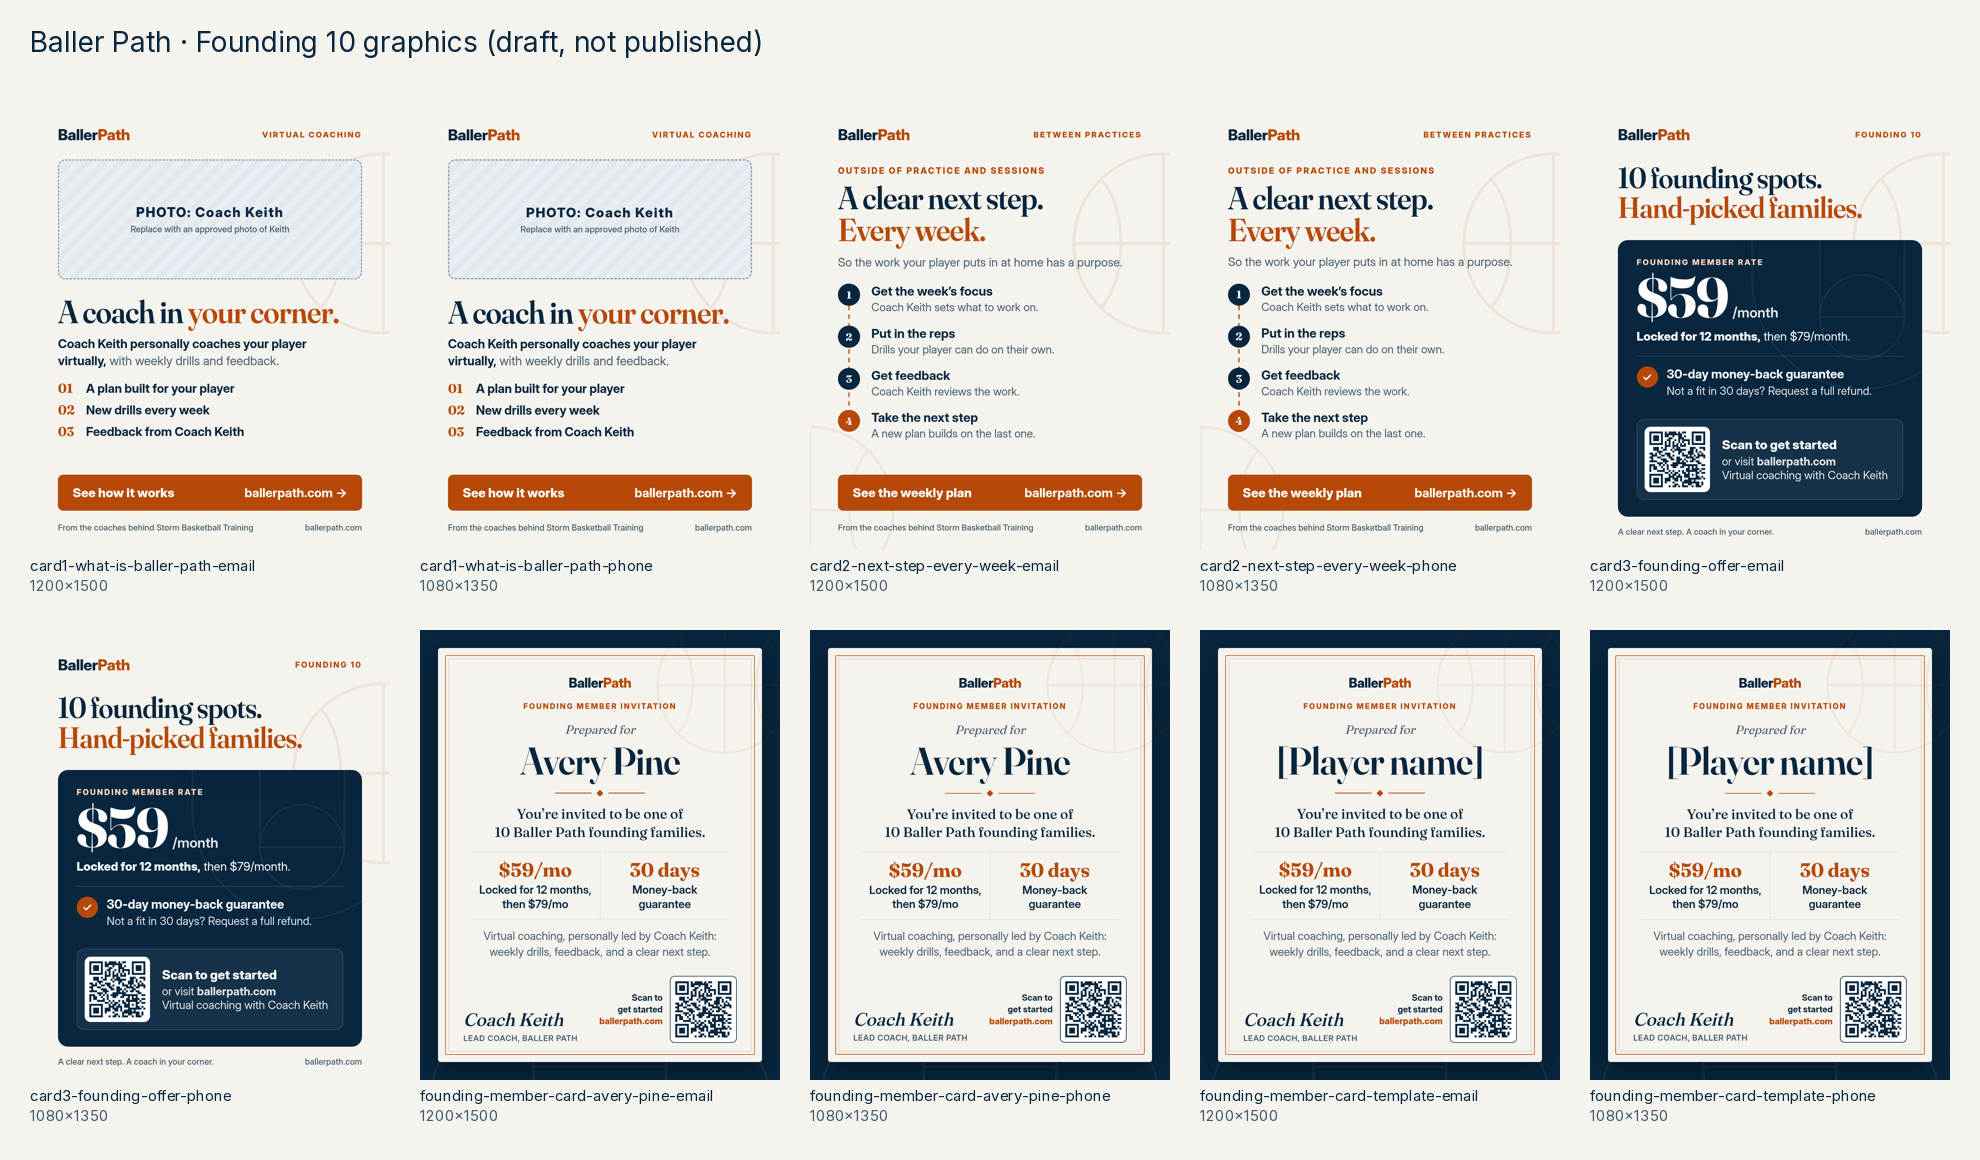 Baller Path · Founding 10 graphics (draft, not published)
BallerPath
VIRTUAL COACHING
PHOTO: Coach Keith
Replace with an approved photo of Keith
A coach in your corner.
Coach Keith personally coaches your player
virtually, with weekly drills and feedback.
01 A plan built for your player
02 New drills every week
03 Feedback from Coach Keith
See how it works
ballerpath.com →
From the coaches behind Storm Basketball Training
ballerpath.com
card1-what-is-baller-path-email
1200×1500
BallerPath
VIRTUAL COACHING
PHOTO: Coach Keith
Replace with an approved photo of Keith
A coach in your corner.
Coach Keith personally coaches your player
virtually, with weekly drills and feedback.
01 A plan built for your player
02 New drills every week
03 Feedback from Coach Keith
See how it works
ballerpath.com →
From the coaches behind Storm Basketball Training
ballerpath.com
card1-what-is-baller-path-phone
1080×1350
BallerPath
BETWEEN PRACTICES
OUTSIDE OF PRACTICE AND SESSIONS
A clear next step.
Every week.
So the work your player puts in at home has a purpose.
1 Get the week's focus
Coach Keith sets what to work on.
2 Put in the reps
Drills your player can do on their own.
3 Get feedback
Coach Keith reviews the work.
4 Take the next step
A new plan builds on the last one.
See the weekly plan
ballerpath.com →
From the coaches behind Storm Basketball Training
ballerpath.com
card2-next-step-every-week-email
1200×1500
BallerPath
BETWEEN PRACTICES
OUTSIDE OF PRACTICE AND SESSIONS
A clear next step.
Every week.
So the work your player puts in at home has a purpose.
1 Get the week's focus
Coach Keith sets what to work on.
2 Put in the reps
Drills your player can do on their own.
3 Get feedback
Coach Keith reviews the work.
4 Take the next step
A new plan builds on the last one.
See the weekly plan
ballerpath.com →
From the coaches behind Storm Basketball Training
ballerpath.com
card2-next-step-every-week-phone
1080×1350
BallerPath
FOUNDING 10
10 founding spots.
Hand-picked families.
FOUNDING MEMBER RATE
$59 /month
Locked for 12 months, then $79/month.
30-day money-back guarantee
Not a fit in 30 days? Request a full refund.
Scan to get started
or visit ballerpath.com
Virtual coaching with Coach Keith
A clear next step. A coach in your corner.
ballerpath.com
card3-founding-offer-email
1200×1500
BallerPath
FOUNDING 10
10 founding spots.
Hand-picked families.
FOUNDING MEMBER RATE
$59 /month
Locked for 12 months, then $79/month.
30-day money-back guarantee
Not a fit in 30 days? Request a full refund.
Scan to get started
or visit ballerpath.com
Virtual coaching with Coach Keith
A clear next step. A coach in your corner.
ballerpath.com
card3-founding-offer-phone
1080×1350
BallerPath
FOUNDING MEMBER INVITATION
Prepared for
Avery Pine
You're invited to be one of
10 Baller Path founding families.
$59/mo
Locked for 12 months,
then $79/mo
30 days
Money-back
guarantee
Virtual coaching, personally led by Coach Keith:
weekly drills, feedback, and a clear next step.
Coach Keith
LEAD COACH, BALLER PATH
Scan to
get started
ballerpath.com
founding-member-card-avery-pine-email
1200×1500
BallerPath
FOUNDING MEMBER INVITATION
Prepared for
Avery Pine
You're invited to be one of
10 Baller Path founding families.
$59/mo
Locked for 12 months,
then $79/mo
30 days
Money-back
guarantee
Virtual coaching, personally led by Coach Keith:
weekly drills, feedback, and a clear next step.
Coach Keith
LEAD COACH, BALLER PATH
Scan to
get started
ballerpath.com
founding-member-card-avery-pine-phone
1080×1350
BallerPath
FOUNDING MEMBER INVITATION
Prepared for
[Player name]
You're invited to be one of
10 Baller Path founding families.
$59/mo
Locked for 12 months,
then $79/mo
30 days
Money-back
guarantee
Virtual coaching, personally led by Coach Keith:
weekly drills, feedback, and a clear next step.
Coach Keith
LEAD COACH, BALLER PATH
Scan to
get started
ballerpath.com
founding-member-card-template-email
1200×1500
BallerPath
FOUNDING MEMBER INVITATION
Prepared for
[Player name]
You're invited to be one of
10 Baller Path founding families.
$59/mo
Locked for 12 months,
then $79/mo
30 days
Money-back
guarantee
Virtual coaching, personally led by Coach Keith:
weekly drills, feedback, and a clear next step.
Coach Keith
LEAD COACH, BALLER PATH
Scan to
get started
ballerpath.com
founding-member-card-template-phone
1080×1350